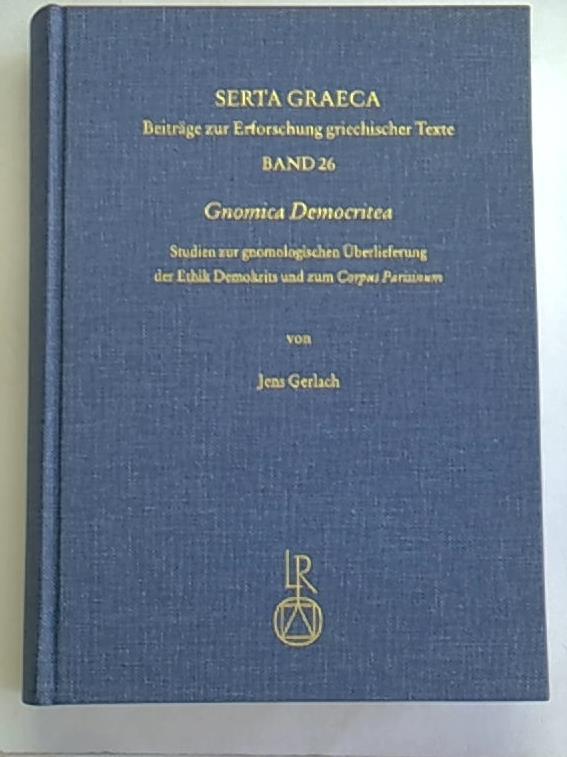 SERTA GRAECA
Beiträge zur Erforschung griechischer Texte
BAND 26
Gnomica Democritea
Studien zur gnomologischen Überlieferung
der Ethik Demokrits und zum Corpus Parisinum
von
Jens Gerlach
LR